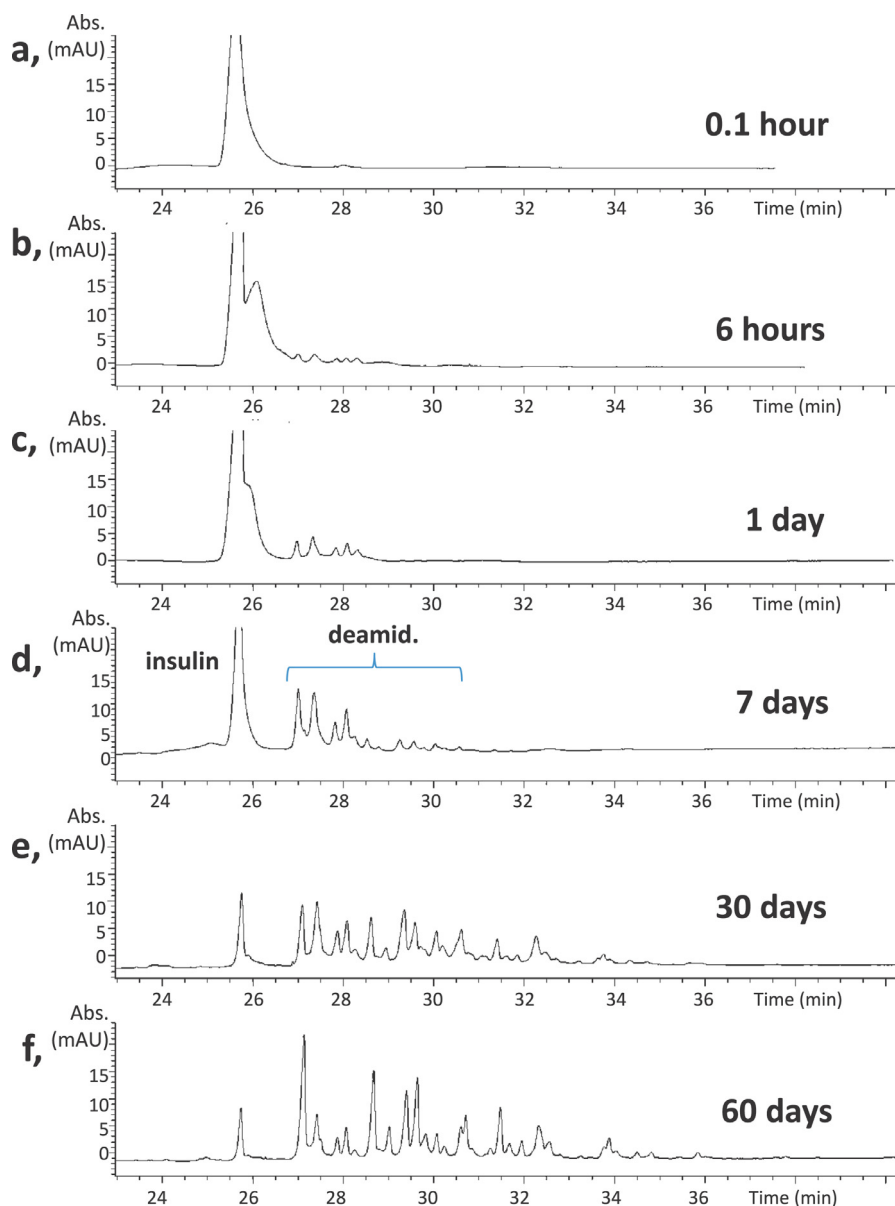 Abs.
a, (mAU)
15
10
5
0
0.1 hour
24 26 28 30 32 34 36 Time (min)
Abs.
b, (mAU)
15
10
5
0
6 hours
24 26 28 30 32 34 36 Time (min)
Abs.
c, (mAU)
15
10
5
0
1 day
24 26 28 30 32 34 36 Time (min)
Abs.
d, (mAU)
insulin
deamid.
15
10
5
0
7 days
24 26 28 30 32 34 36 Time (min)
Abs.
e, (mAU)
15
10
5
0
30 days
24 26 28 30 32 34 36 Time (min)
Abs.
f, (mAU)
15
10
5
0
60 days
24 26 28 30 32 34 36 Time (min)